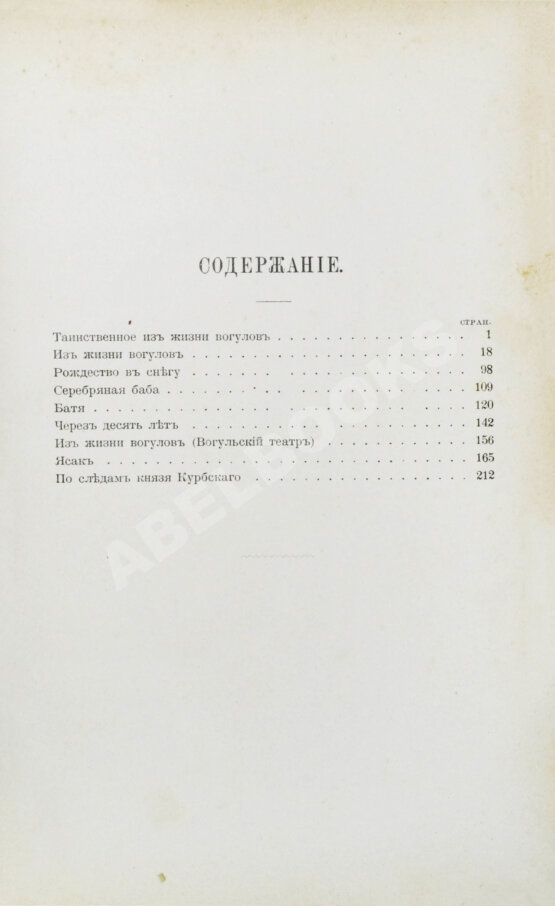 СОДЕРЖАНІЕ.
СТРАН.
Таинственное изъ жизни вогуловъ . . . . . . . . . . . . . . . . 1
Изъ жизни вогуловъ . . . . . . . . . . . . . . . . . . . . . . . 18
Рождество въ снѣгу . . . . . . . . . . . . . . . . . . . . . . . 98
Серебряная баба . . . . . . . . . . . . . . . . . . . . . . . . 109
Батя . . . . . . . . . . . . . . . . . . . . . . . . . . . . . 120
Черезъ десять лѣтъ . . . . . . . . . . . . . . . . . . . . . . 142
Изъ жизни вогуловъ (Вогульскій театръ) . . . . . . . . . . . . 156
Ясакъ . . . . . . . . . . . . . . . . . . . . . . . . . . . . 165
По слѣдамъ князя Курбскаго . . . . . . . . . . . . . . . . . . 212
ABELBOOKS